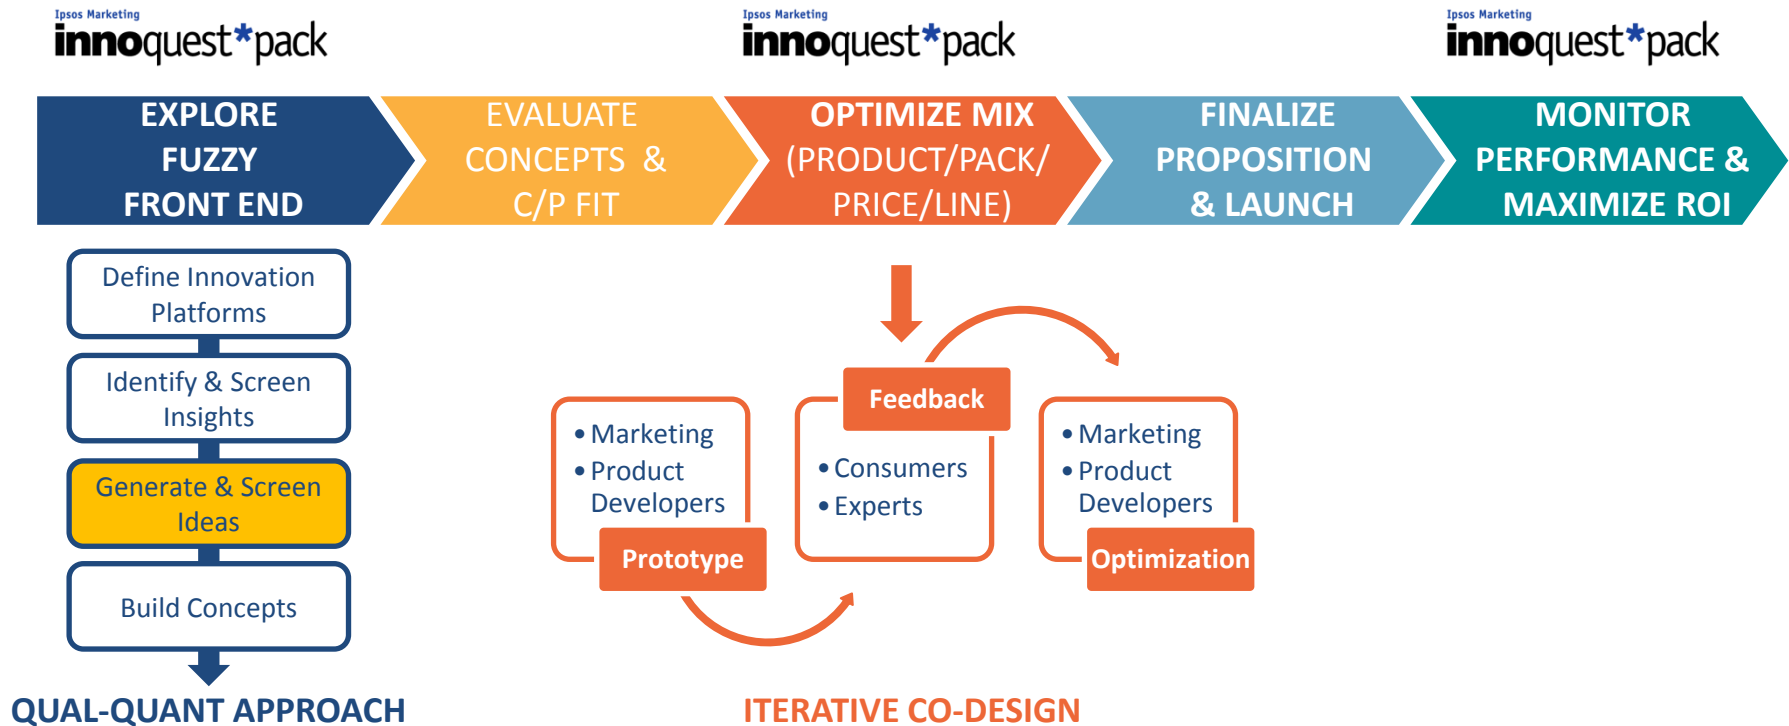 Ipsos Marketing
innoquest*pack
Ipsos Marketing
innoquest*pack
Ipsos Marketing
innoquest*pack
EXPLORE
FUZZY
FRONT END
EVALUATE
CONCEPTS &
C/P FIT
OPTIMIZE MIX
(PRODUCT/PACK/
PRICE/LINE)
FINALIZE
PROPOSITION
& LAUNCH
MONITOR
PERFORMANCE &
MAXIMIZE ROI
Define Innovation
Platforms
Identify & Screen
Insights
Generate & Screen
Ideas
Build Concepts
QUAL-QUANT APPROACH
• Marketing
• Product
Developers
Prototype
Feedback
• Consumers
• Experts
• Marketing
• Product
Developers
Optimization
ITERATIVE CO-DESIGN